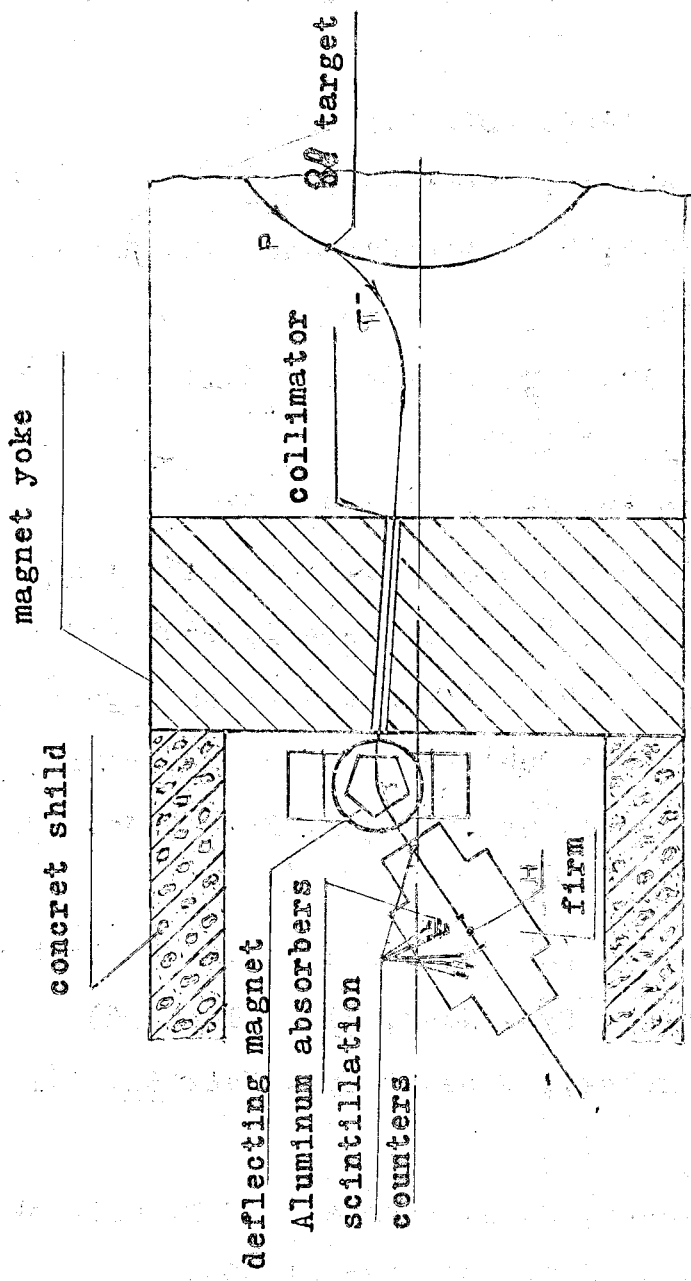 concret shild
magnet yoke
deflecting magnet
Aluminum absorbers
scintillation
counters
collimator
P
π⁻
target
H
firm